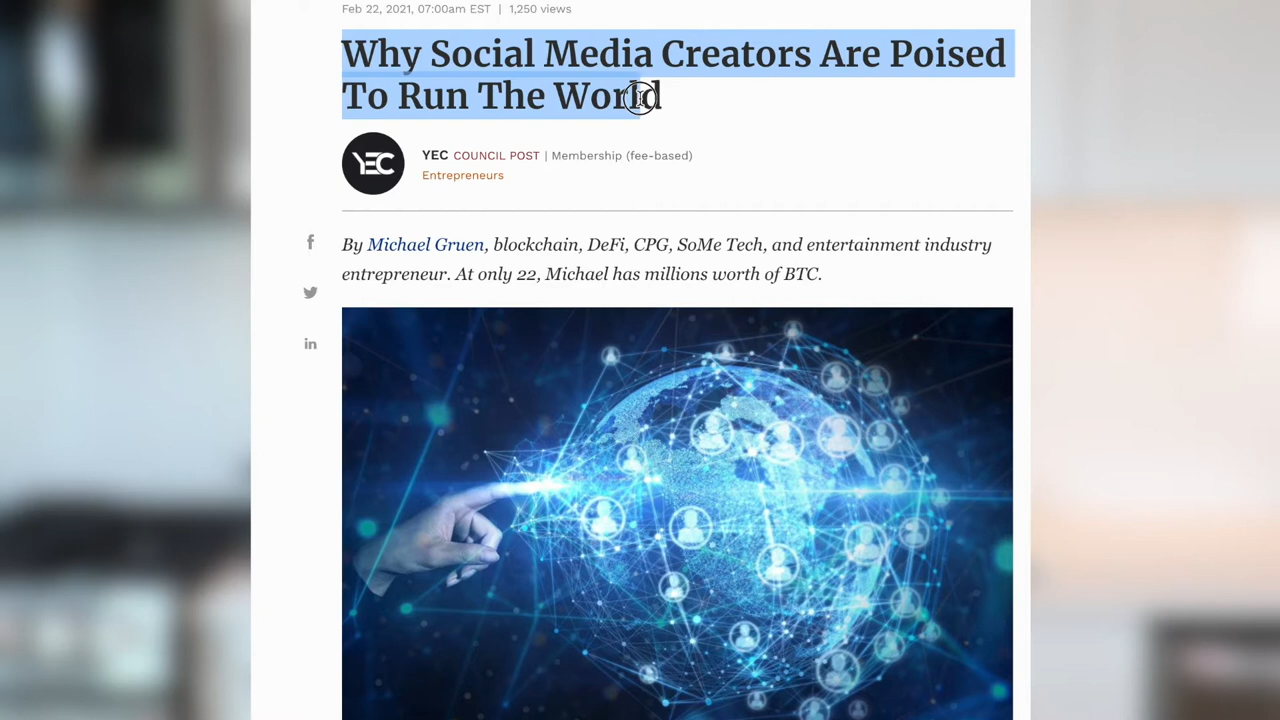 Feb 22, 2021, 07:00am EST | 1,250 views
Why Social Media Creators Are Poised
To Run The World
YEC
YEC COUNCIL POST | Membership (fee-based)
Entrepreneurs
By Michael Gruen, blockchain, DeFi, CPG, SoMe Tech, and entertainment industry
entrepreneur. At only 22, Michael has millions worth of BTC.